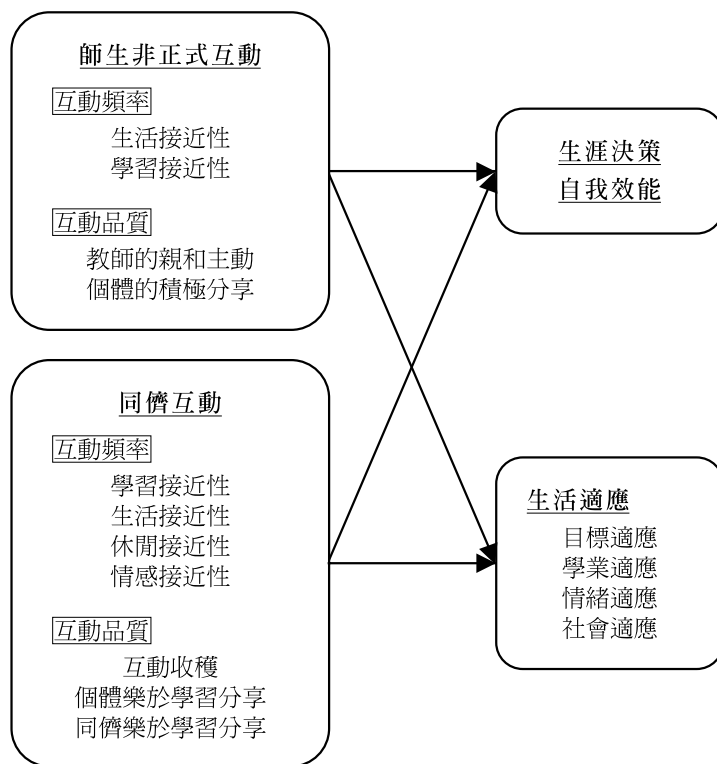 師生非正式互動
互動頻率
生活接近性
學習接近性
互動品質
教師的親和主動
個體的積極分享
同儕互動
互動頻率
學習接近性
生活接近性
休閒接近性
情感接近性
互動品質
互動收穫
個體樂於學習分享
同儕樂於學習分享
生涯決策
自我效能
生活適應
目標適應
學業適應
情緒適應
社會適應